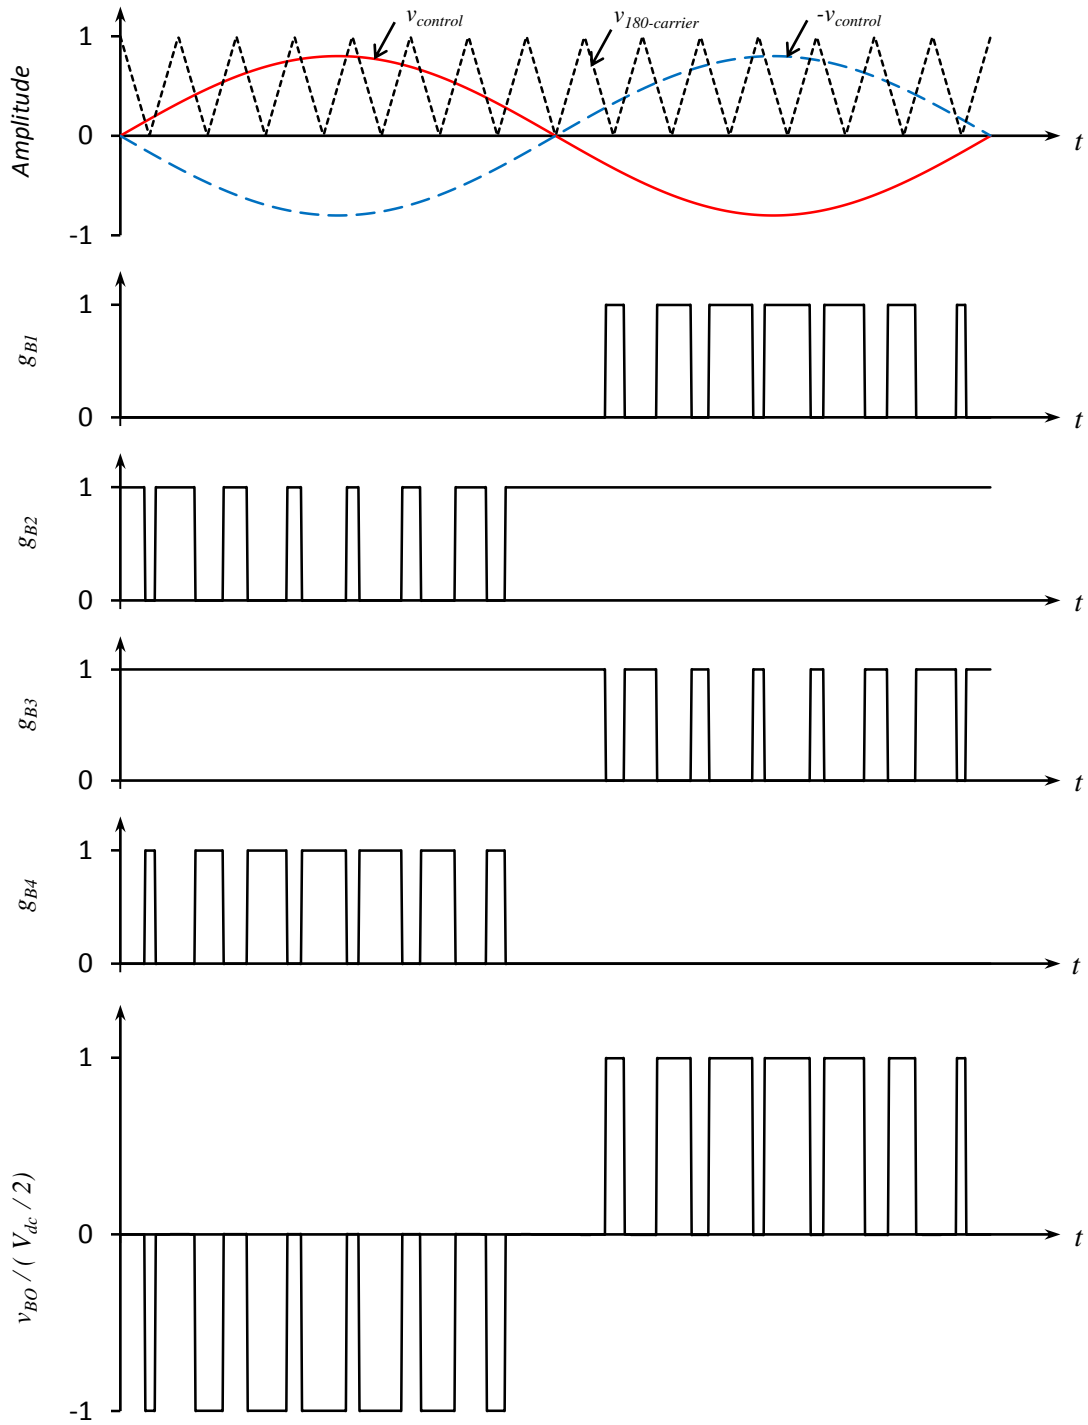 v_control
v_180-carrier
-v_control
1
Amplitude
0
t
-1
1
g_B1
0
t
1
g_B2
0
t
1
g_B3
0
t
1
g_B4
0
t
1
v_BO / ( V_dc / 2)
0
t
-1